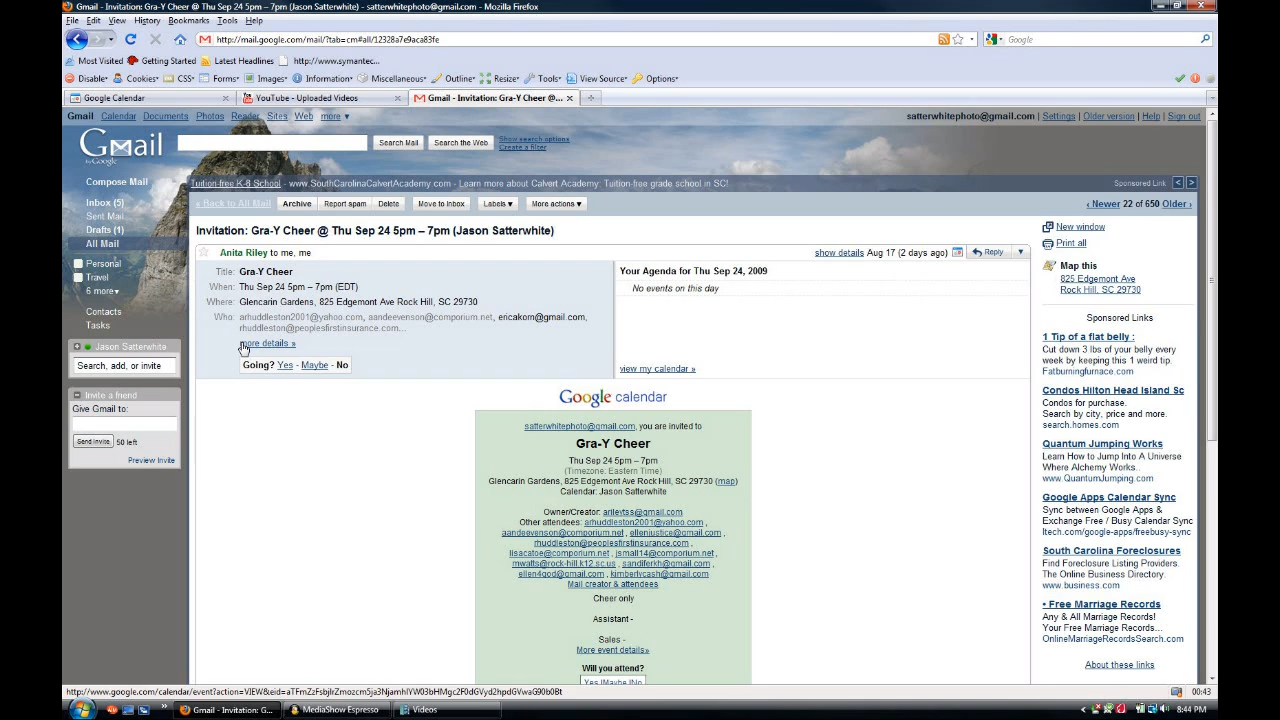 Gmail - Invitation: Gra-Y Cheer @ Thu Sep 24 5pm – 7pm (Jason Satterwhite) - satterwhitephoto@gmail.com - Mozilla Firefox
File Edit View History Bookmarks Tools Help
http://mail.google.com/mail/?tab=cm#all/12328a7e9aca83fe
Google
Most Visited Getting Started Latest Headlines http://www.symantec...
Disable Cookies CSS Forms Images Information Miscellaneous Outline Resize Tools View Source Options
Google Calendar YouTube - Uploaded Videos Gmail - Invitation: Gra-Y Cheer @...
Gmail Calendar Documents Photos Reader Sites Web more ▼
satterwhitephoto@gmail.com | Settings | Older version | Help | Sign out
Gmail
by Google
Search Mail Search the Web
Show search options
Create a filter
Compose Mail
Inbox (5)
Sent Mail
Drafts (1)
All Mail
Personal
Travel
6 more▼
Contacts
Tasks
Jason Satterwhite
Search, add, or invite
Invite a friend
Give Gmail to:
Send Invite 50 left
Preview Invite
Tuition-free K-8 School - www.SouthCarolinaCalvertAcademy.com - Learn more about Calvert Academy: Tuition-free grade school in SC!
Sponsored Link < >
« Back to All Mail Archive Report spam Delete Move to Inbox Labels ▼ More actions ▼
‹ Newer 22 of 650 Older ›
Invitation: Gra-Y Cheer @ Thu Sep 24 5pm – 7pm (Jason Satterwhite)
Anita Riley to me, me
show details Aug 17 (2 days ago) Reply
Title: Gra-Y Cheer
When: Thu Sep 24 5pm – 7pm (EDT)
Where: Glencarin Gardens, 825 Edgemont Ave Rock Hill, SC 29730
Who: arhuddleston2001@yahoo.com, aandeevenson@comporium.net, ericakorn@gmail.com,
rhuddleston@peoplesfirstinsurance.com...
more details »
Going? Yes - Maybe - No
Your Agenda for Thu Sep 24, 2009
No events on this day
view my calendar »
Google calendar
satterwhitephoto@gmail.com, you are invited to
Gra-Y Cheer
Thu Sep 24 5pm – 7pm
(Timezone: Eastern Time)
Glencarin Gardens, 825 Edgemont Ave Rock Hill, SC 29730 (map)
Calendar: Jason Satterwhite
Owner/Creator: arileytss@gmail.com
Other attendees: arhuddleston2001@yahoo.com ,
aandeevenson@comporium.net , ellenjustice@gmail.com ,
rhuddleston@peoplesfirstinsurance.com ,
lisacatoe@comporium.net , jsmall14@comporium.net ,
mwatts@rock-hill.k12.sc.us , sandiferkh@gmail.com ,
ellen4god@gmail.com , kimberlycash@gmail.com
Mail creator & attendees
Cheer only
Assistant -
Sales -
More event details»
Will you attend?
Yes |Maybe |No
New window
Print all
Map this
825 Edgemont Ave
Rock Hill, SC 29730
Sponsored Links
1 Tip of a flat belly :
Cut down 3 lbs of your belly every
week by keeping this 1 weird tip.
Fatburningfurnace.com
Condos Hilton Head Island Sc
Condos for purchase.
Search by city, price and more.
search.homes.com
Quantum Jumping Works
Learn How to Jump Into A Universe
Where Alchemy Works..
www.QuantumJumping.com
Google Apps Calendar Sync
Sync between Google Apps &
Exchange Free / Busy Calendar Sync
ltech.com/google-apps/freebusy-sync
South Carolina Foreclosures
Find Foreclosure Listing Providers.
The Online Business Directory.
www.business.com
• Free Marriage Records
Any & All Marriage Records!
Your Free Marriage Records...
OnlineMarriageRecordsSearch.com
About these links
00:43
Gmail - Invitation: G... MediaShow Espresso Videos
8:44 PM